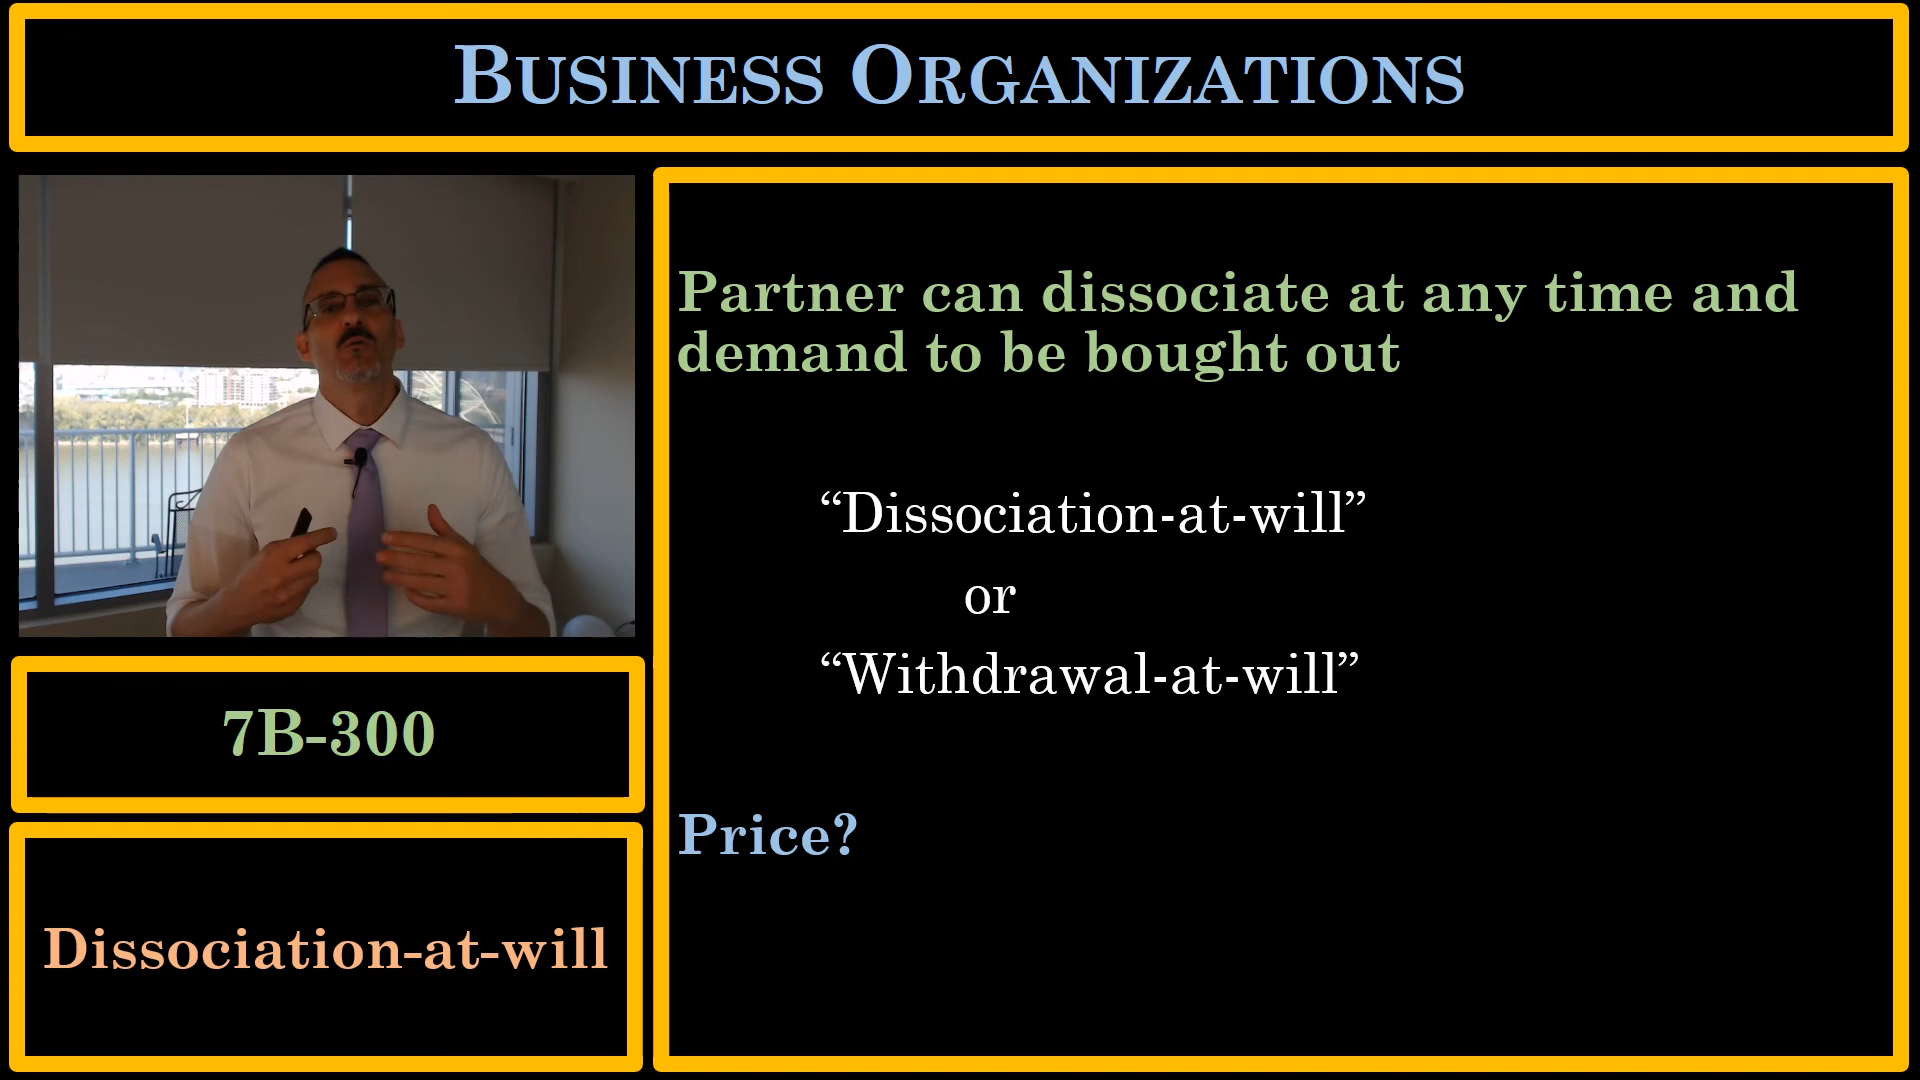 BUSINESS ORGANIZATIONS
Partner can dissociate at any time and
demand to be bought out
“Dissociation-at-will”
or
“Withdrawal-at-will”
Price?
7B-300
Dissociation-at-will